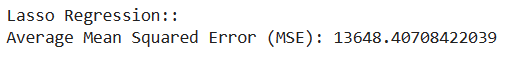 Lasso Regression::
Average Mean Squared Error (MSE): 13648.40708422039